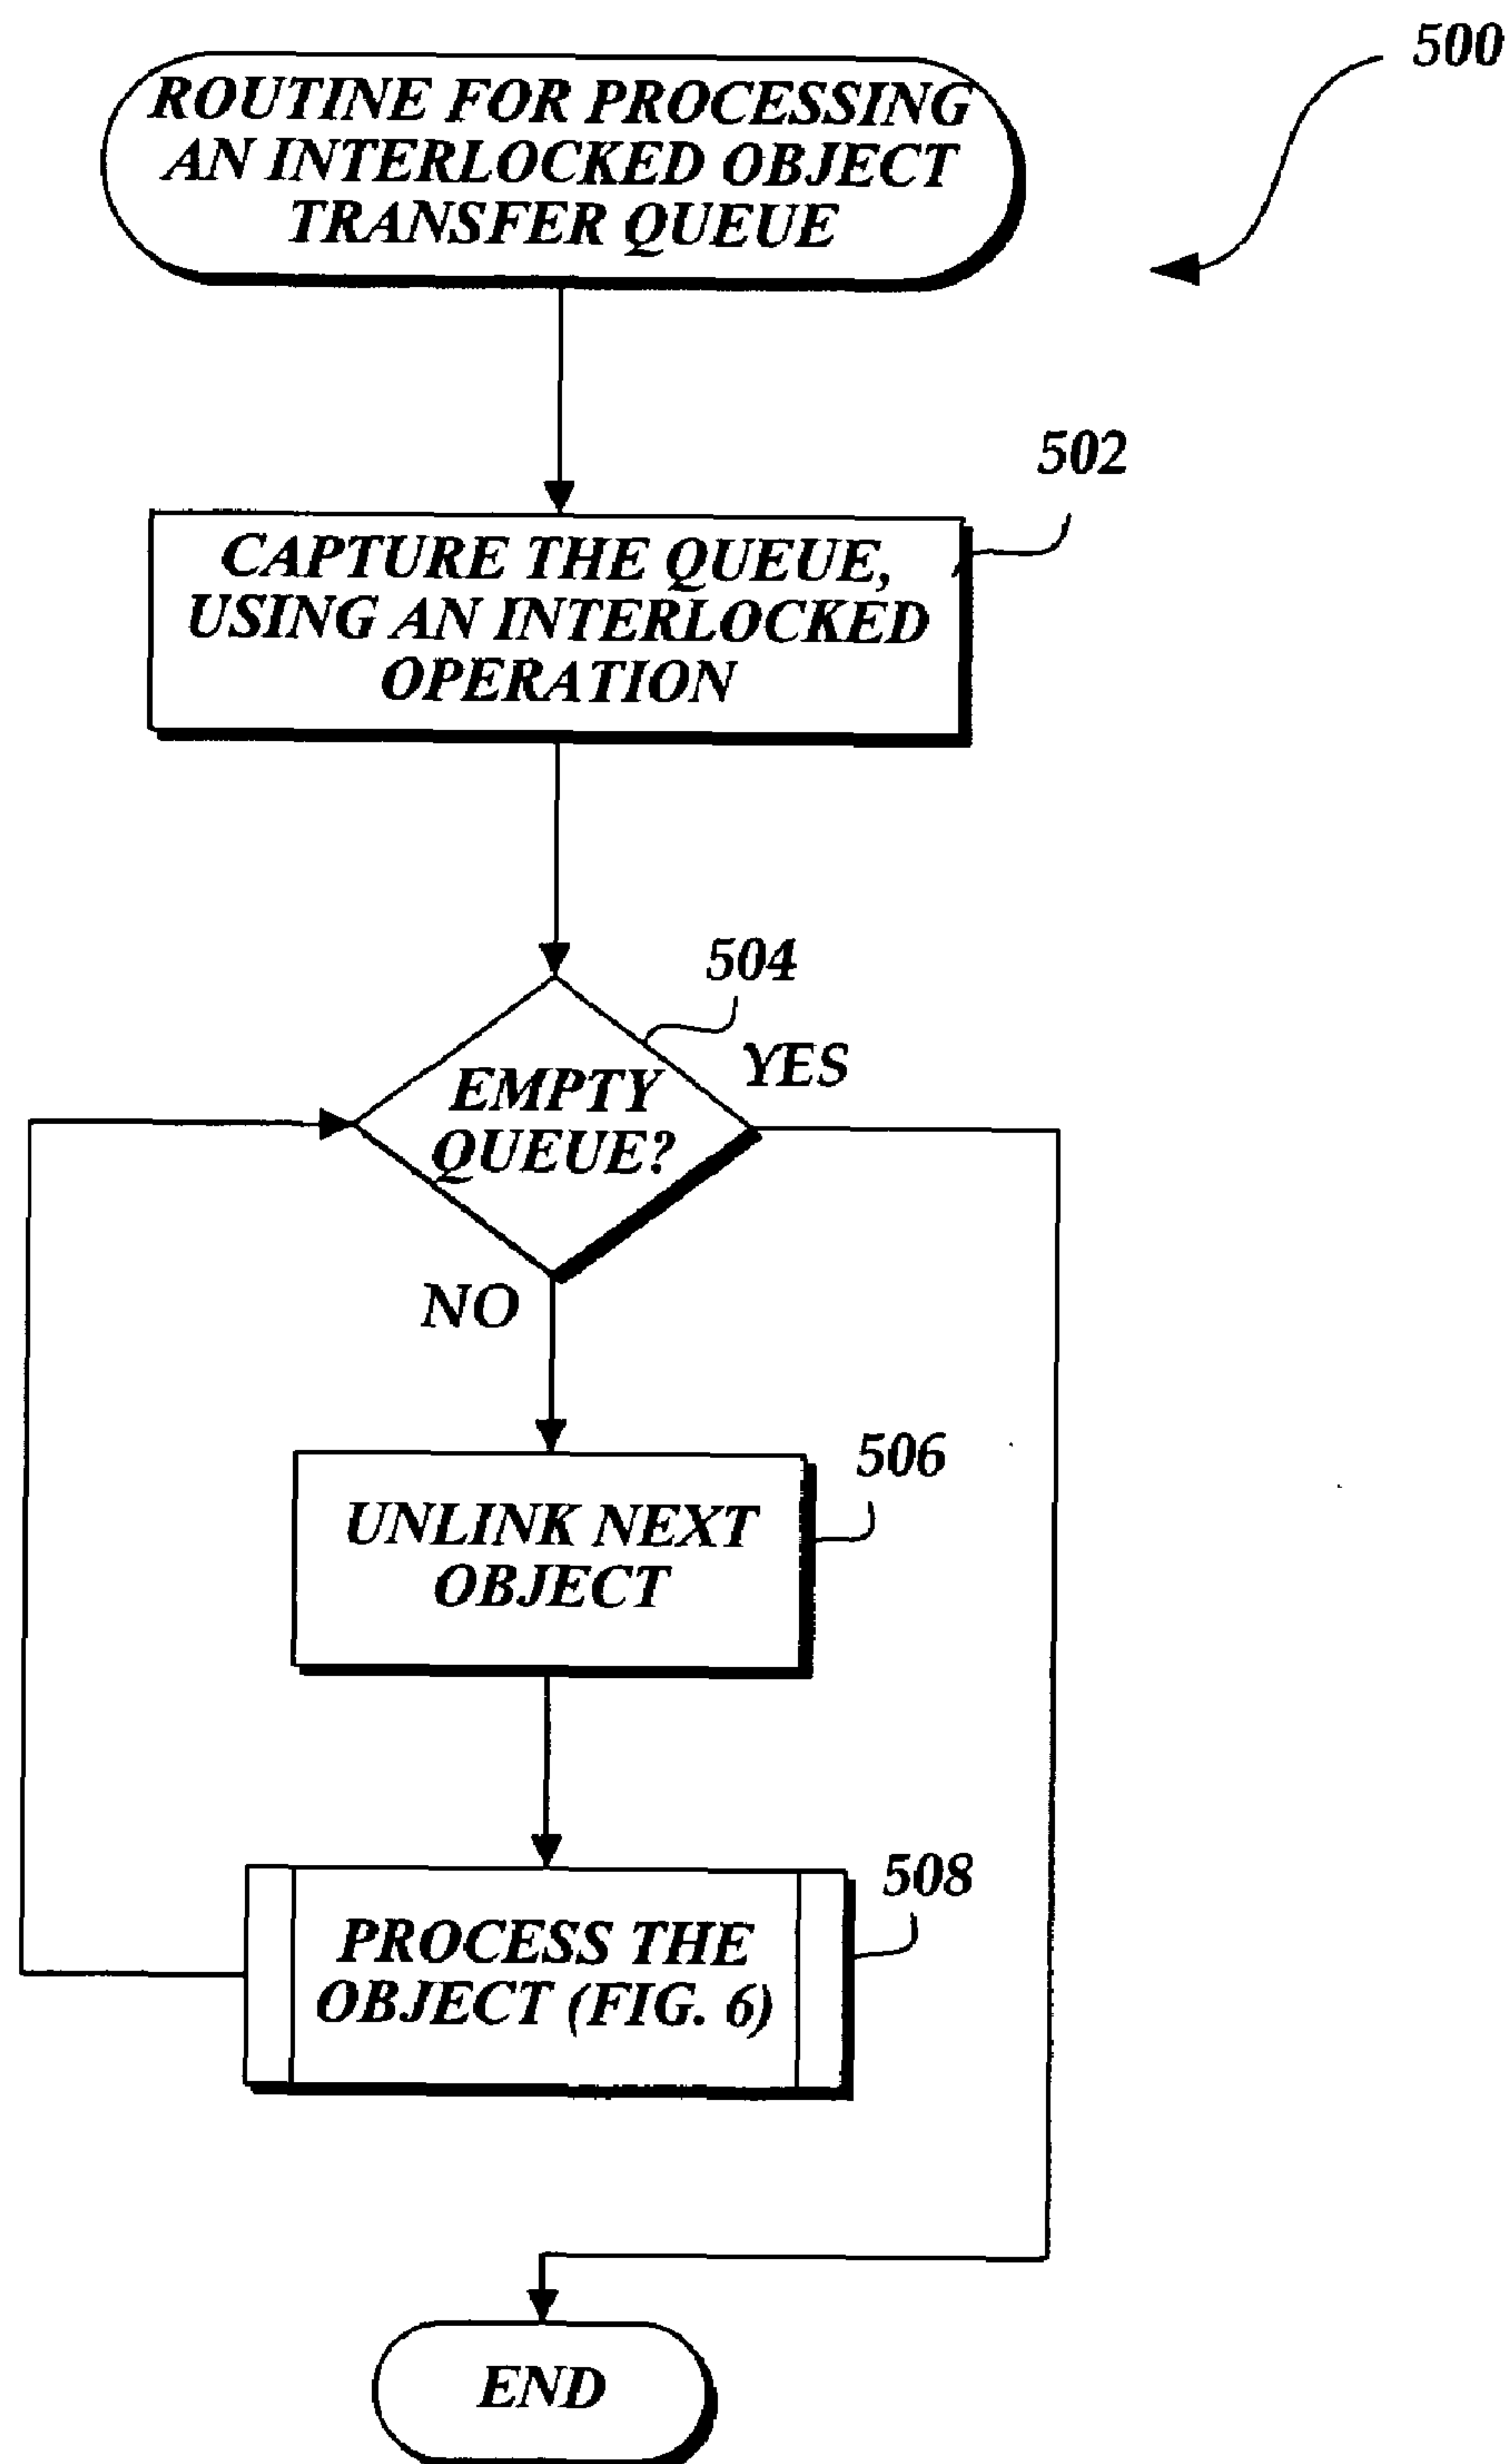 500
ROUTINE FOR PROCESSING
AN INTERLOCKED OBJECT
TRANSFER QUEUE
502
CAPTURE THE QUEUE,
USING AN INTERLOCKED
OPERATION
504
YES
EMPTY
QUEUE?
NO
506
UNLINK NEXT
OBJECT
508
PROCESS THE
OBJECT (FIG. 6)
END